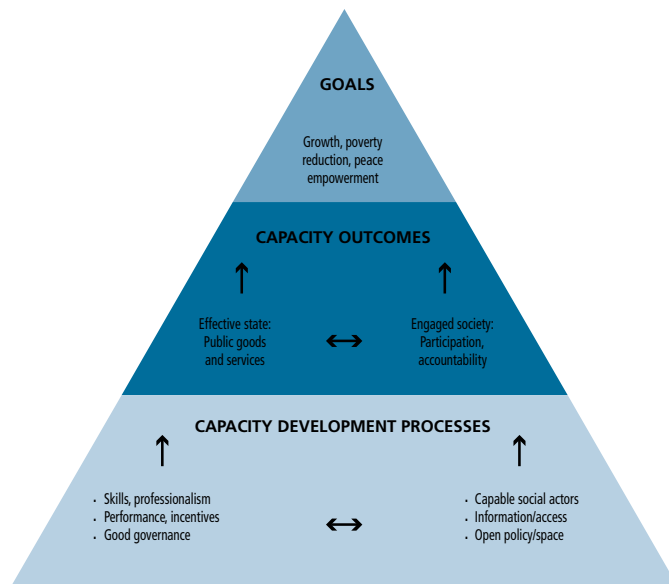 GOALS
Growth, poverty
reduction, peace
empowerment
CAPACITY OUTCOMES
Effective state:
Public goods
and services
Engaged society:
Participation,
accountability
CAPACITY DEVELOPMENT PROCESSES
· Skills, professionalism
· Performance, incentives
· Good governance
· Capable social actors
· Information/access
· Open policy/space